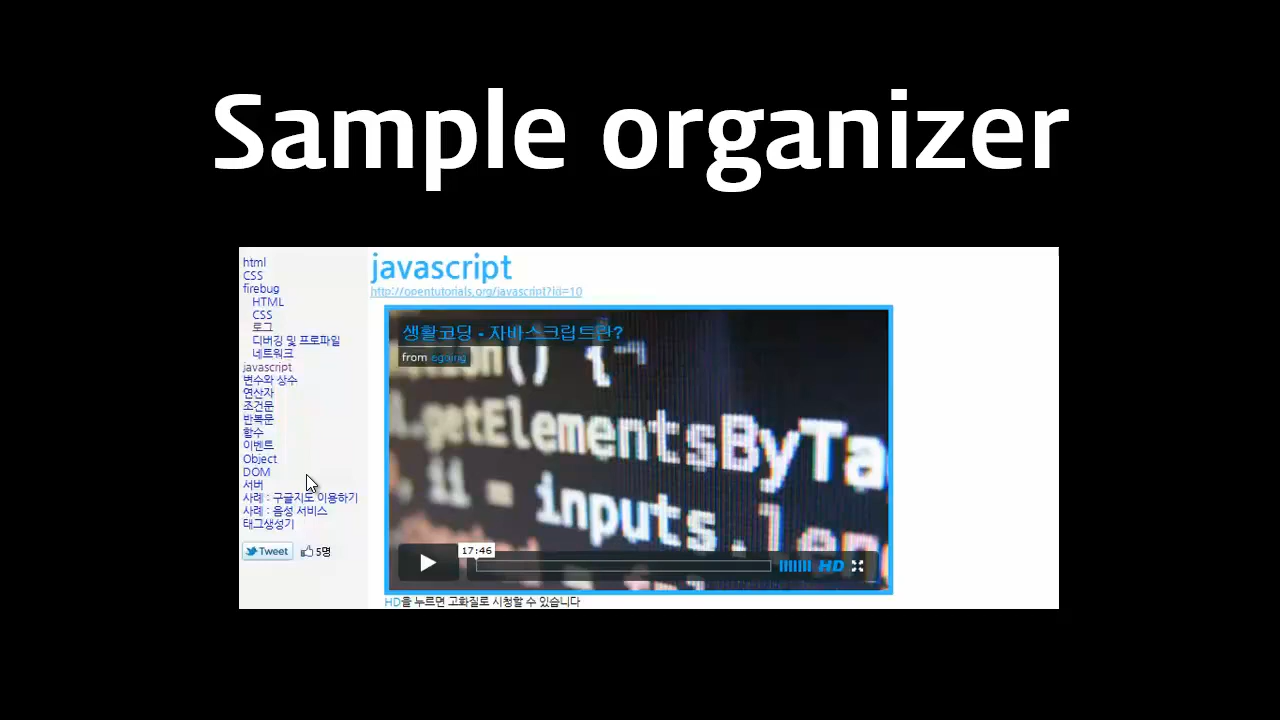 Sample organizer
html
CSS
firebug
HTML
CSS
로그
디버깅 및 프로파일
네트워크
javascript
변수와 상수
연산자
조건문
반복문
함수
이벤트
Object
DOM
서버
사례 : 구글지도 이용하기
사례 : 음성 서비스
태그생성기
Tweet
5명
javascript
http://opentutorials.org/javascript?id=10
생활코딩 - 자바스크립트란?
from egoing
() {
.getElementsByTa
ii = inputs.len
17:46
HD
HD을 누르면 고화질로 시청할 수 있습니다